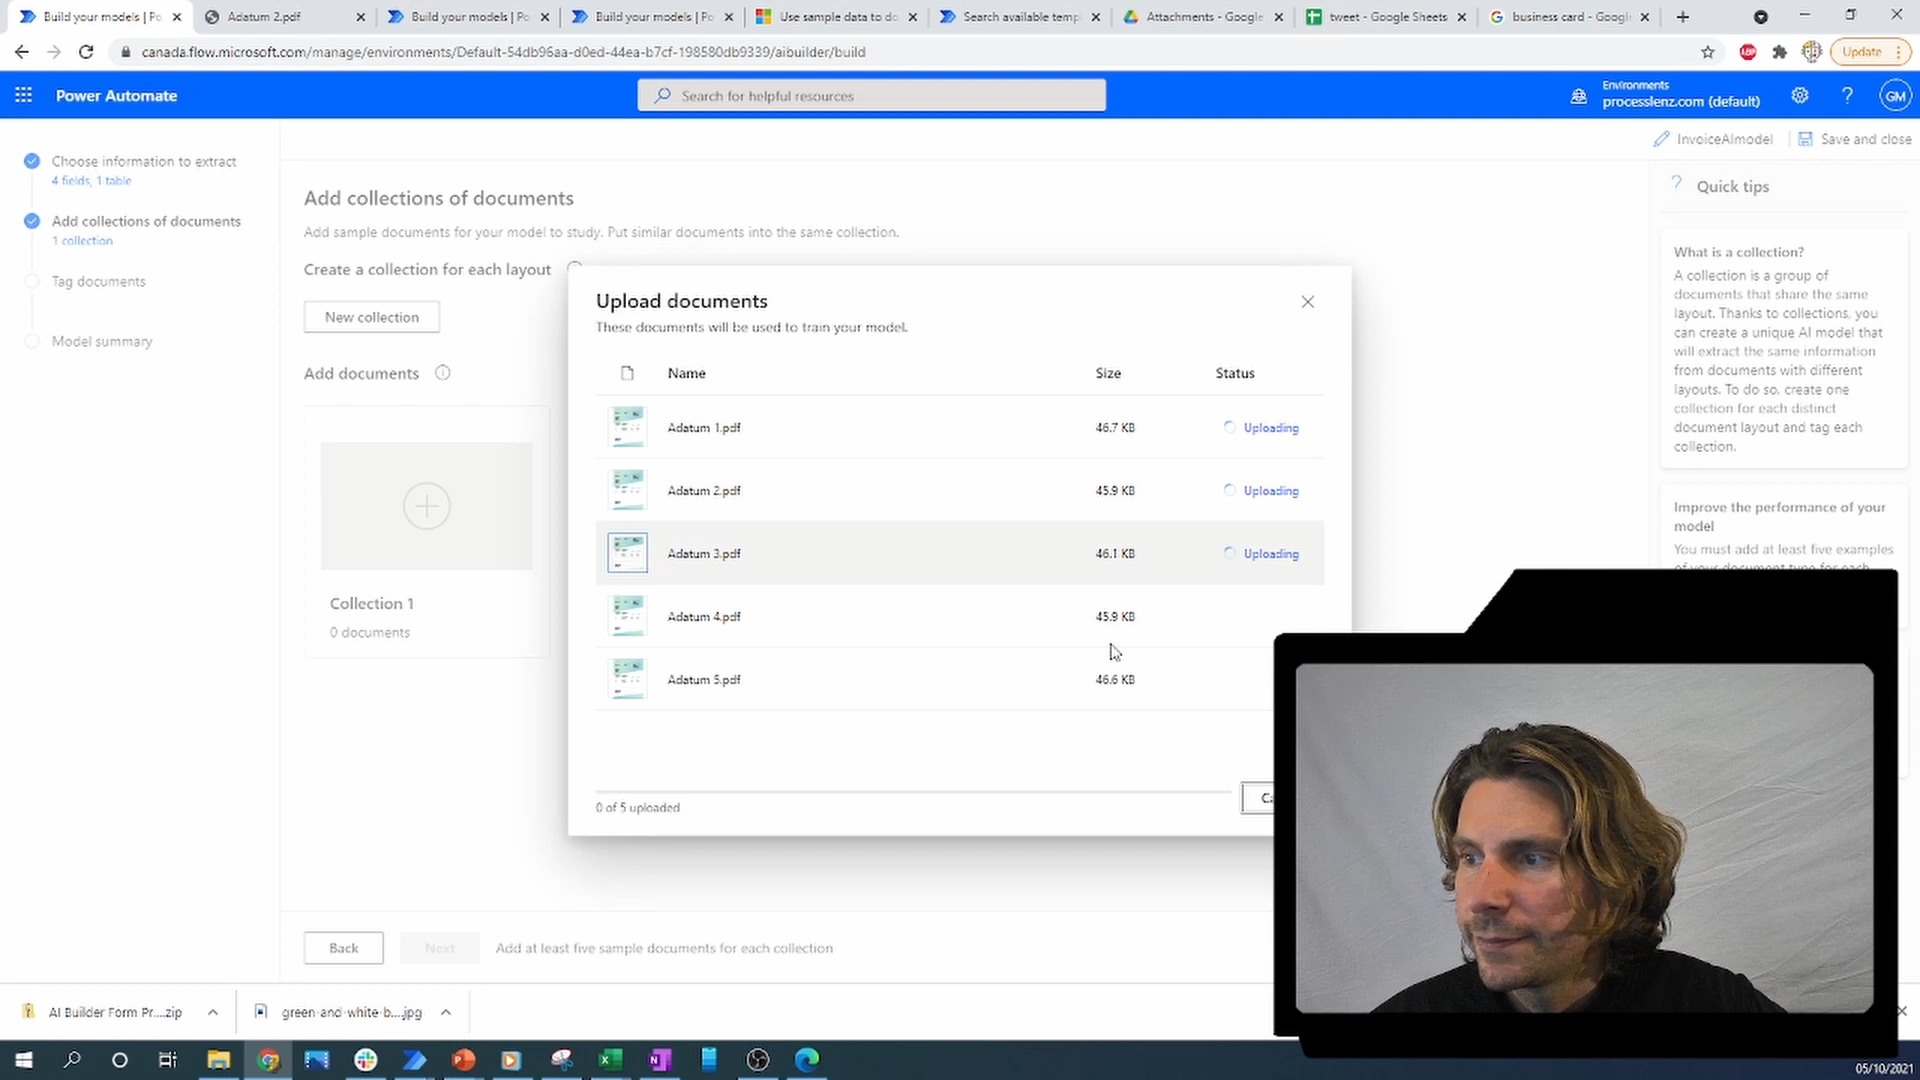 Build your models | Po
Adatum 2.pdf
Build your models | Po
Build your models | Po
Use sample data to do
Search available templ
Attachments - Google
tweet - Google Sheets
business card - Googl
canada.flow.microsoft.com/manage/environments/Default-54db96aa-d0ed-44ea-b7cf-198580db9339/aibuilder/build
ABP
Update
Power Automate
Search for helpful resources
Environments
processlenz.com (default)
GM
Choose information to extract
4 fields, 1 table
Add collections of documents
1 collection
Tag documents
Model summary
InvoiceAImodel
Save and close
Add collections of documents
Add sample documents for your model to study. Put similar documents into the same collection.
Create a collection for each layout
New collection
Add documents
Collection 1
0 documents
Upload documents
These documents will be used to train your model.
Name
Size
Status
Adatum 1.pdf
46.7 KB
Uploading
Adatum 2.pdf
45.9 KB
Uploading
Adatum 3.pdf
46.1 KB
Uploading
Adatum 4.pdf
45.9 KB
Adatum 5.pdf
46.6 KB
0 of 5 uploaded
Ca
Quick tips
What is a collection?
A collection is a group of
documents that share the same
layout. Thanks to collections, you
can create a unique AI model that
will extract the same information
from documents with different
layouts. To do so, create one
collection for each distinct
document layout and tag each
collection.
Improve the performance of your
model
You must add at least five examples
of your document type for each
Back
Next
Add at least five sample documents for each collection
AI Builder Form Pr....zip
green-and-white-b....jpg
05/10/2021